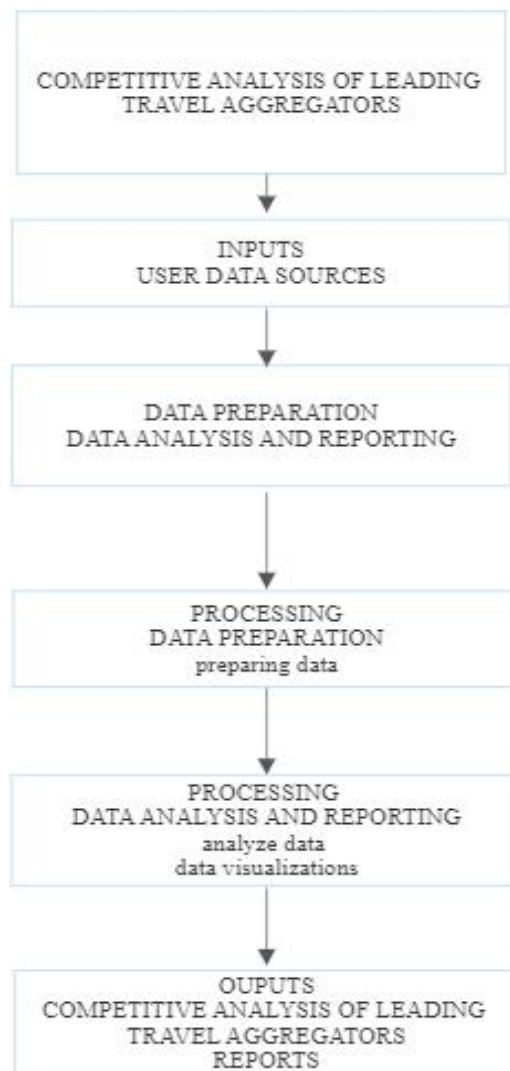 COMPETITIVE ANALYSIS OF LEADING
TRAVEL AGGREGATORS
INPUTS
USER DATA SOURCES
DATA PREPARATION
DATA ANALYSIS AND REPORTING
PROCESSING
DATA PREPARATION
preparing data
PROCESSING
DATA ANALYSIS AND REPORTING
analyze data
data visualizations
OUPUTS
COMPETITIVE ANALYSIS OF LEADING
TRAVEL AGGREGATORS
REPORTS